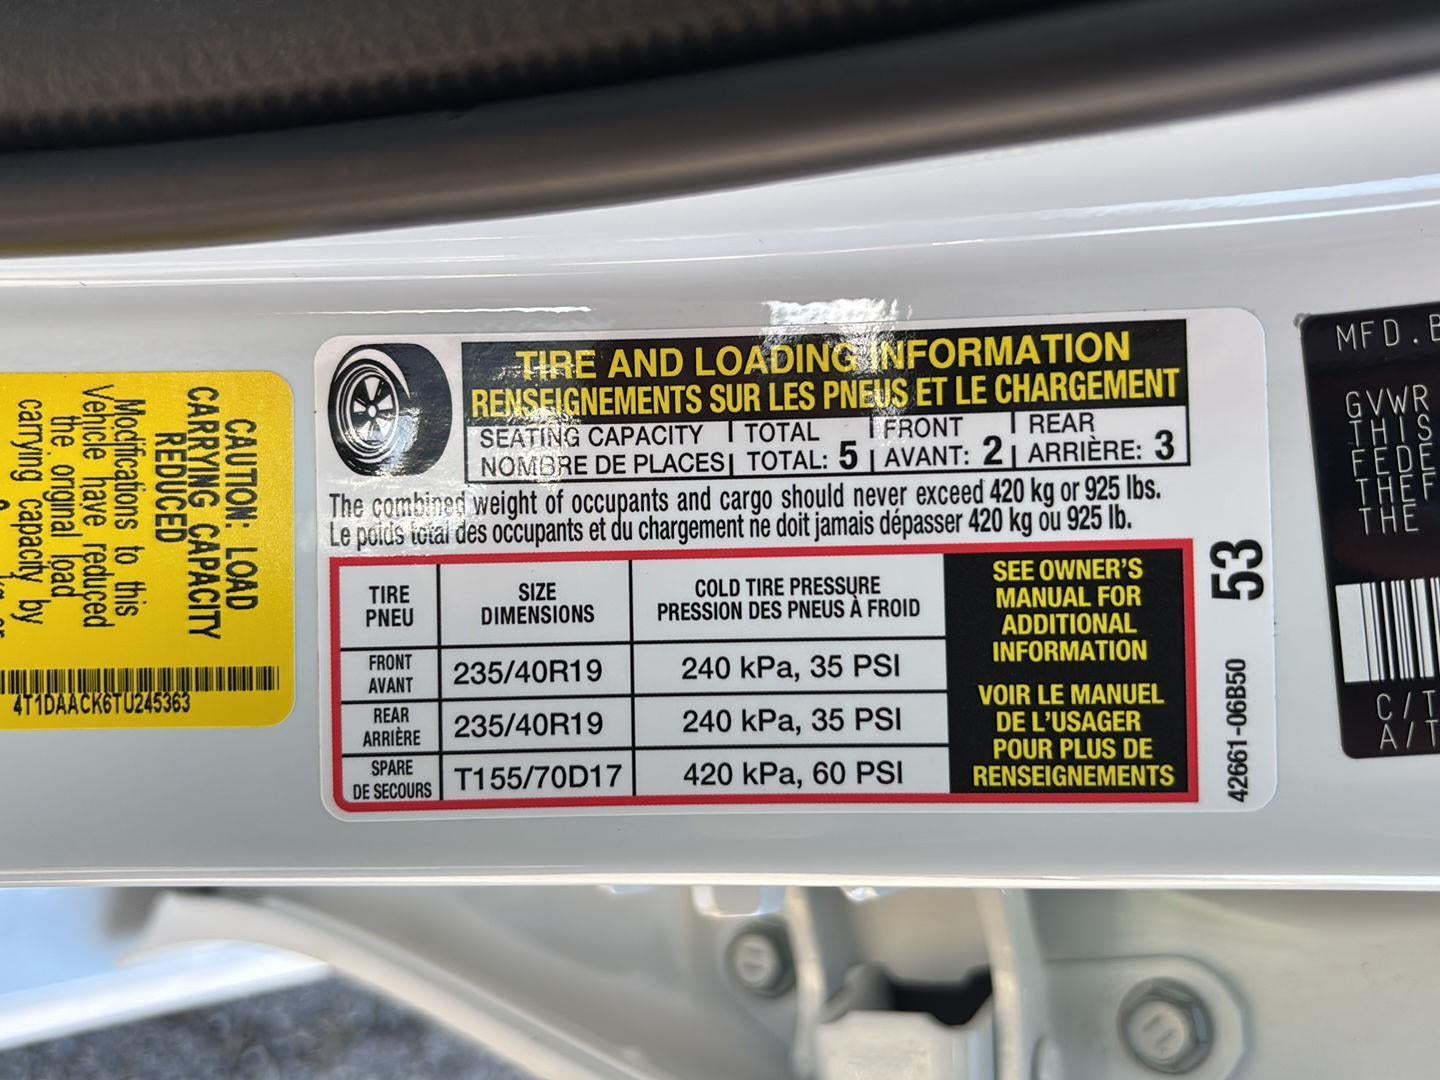 CAUTION: LOAD
CARRYING CAPACITY
REDUCED
Modifications to this
Vehicle have reduced
the original load
carrying capacity by
4T1DAACK6TU245363
TIRE AND LOADING INFORMATION
RENSEIGNEMENTS SUR LES PNEUS ET LE CHARGEMENT
SEATING CAPACITY TOTAL FRONT REAR
NOMBRE DE PLACES TOTAL: 5 AVANT: 2 ARRIÈRE: 3
The combined weight of occupants and cargo should never exceed 420 kg or 925 lbs.
Le poids total des occupants et du chargement ne doit jamais dépasser 420 kg ou 925 lb.
TIRE
PNEU
SIZE
DIMENSIONS
COLD TIRE PRESSURE
PRESSION DES PNEUS À FROID
FRONT
AVANT
235/40R19
240 kPa, 35 PSI
REAR
ARRIÈRE
235/40R19
240 kPa, 35 PSI
SPARE
DE SECOURS
T155/70D17
420 kPa, 60 PSI
SEE OWNER'S
MANUAL FOR
ADDITIONAL
INFORMATION
VOIR LE MANUEL
DE L'USAGER
POUR PLUS DE
RENSEIGNEMENTS
53
42661-06B50
MFD.B
GVWR
THIS
FEDE
THEF
THE
C/T
A/T